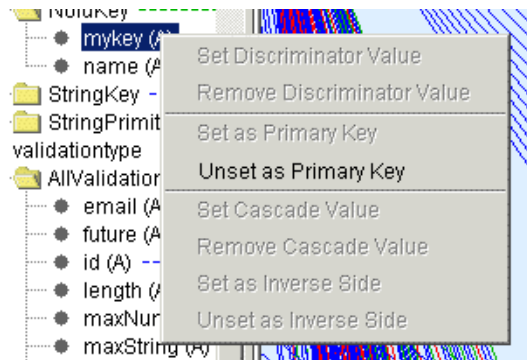 NoIdKey
mykey (A)
name (A
StringKey
StringPrimit
validationtype
AllValidation
email (A
future (A
id (A)
length (A
maxNum
maxString (A)
Set Discriminator Value
Remove Discriminator Value
Set as Primary Key
Unset as Primary Key
Set Cascade Value
Remove Cascade Value
Set as Inverse Side
Unset as Inverse Side